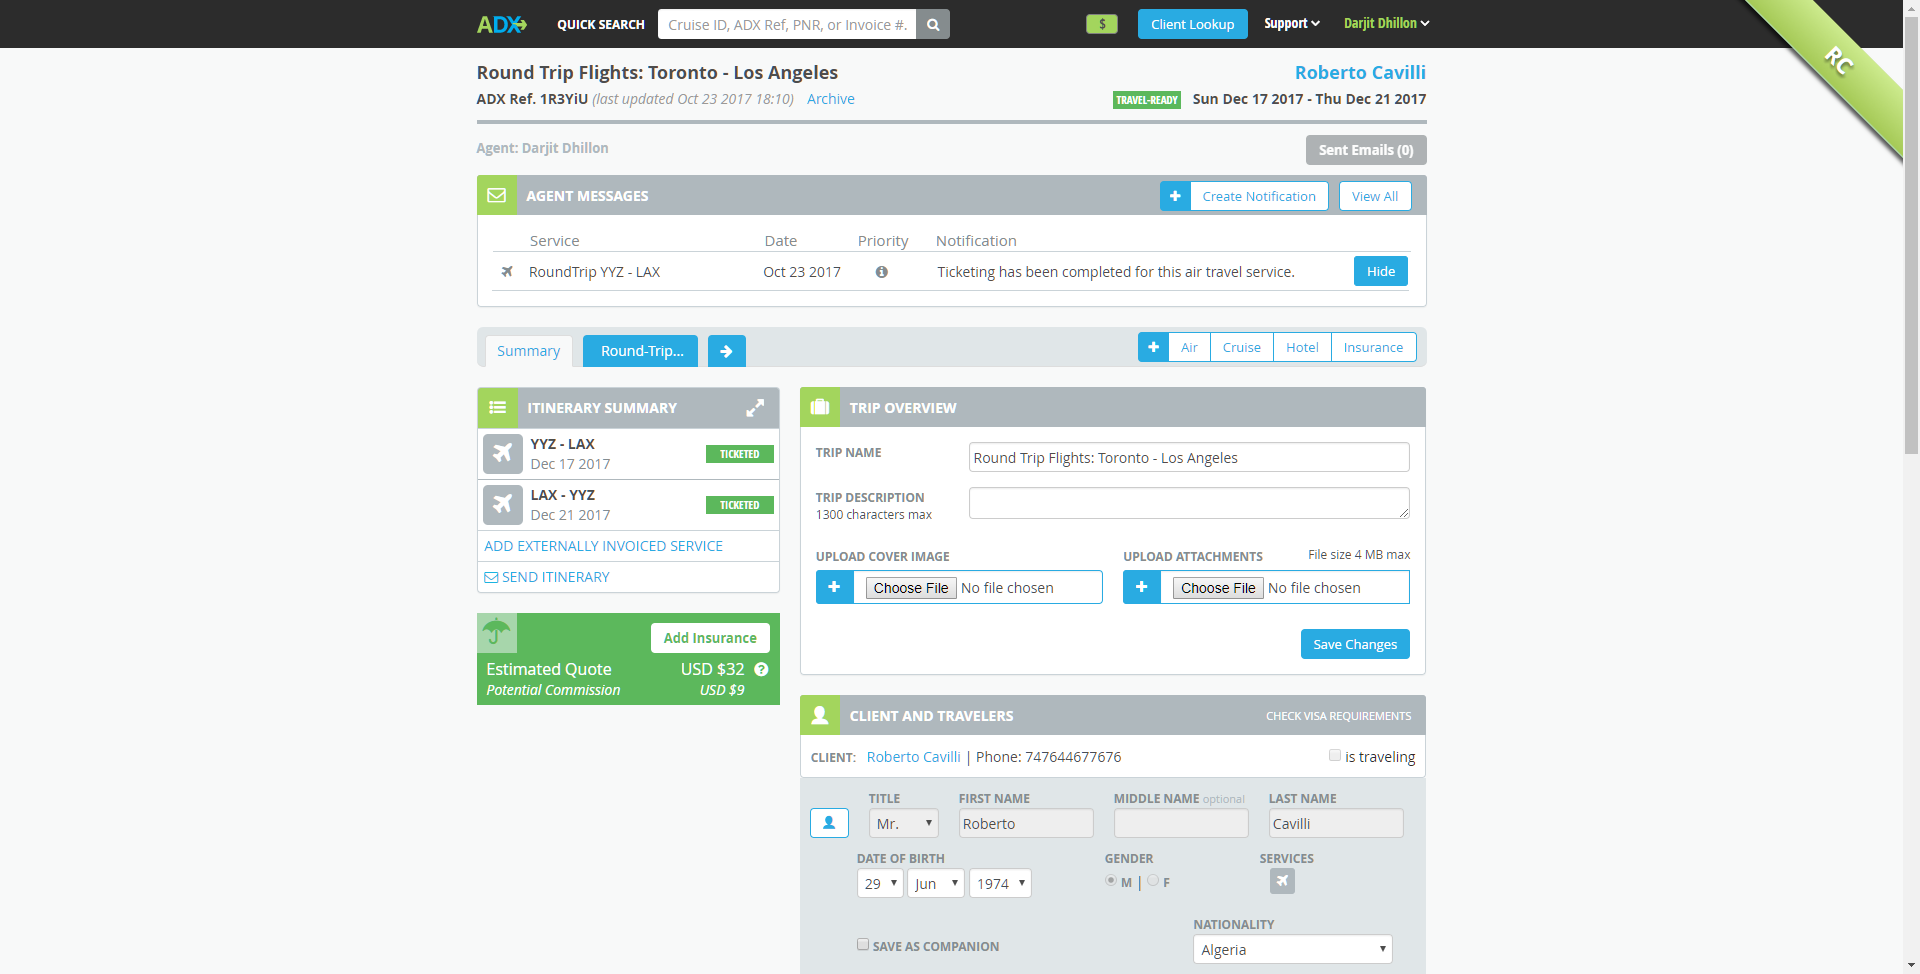 ADX QUICK SEARCH Cruise ID, ADX Ref, PNR, or Invoice #. $ Client Lookup Support Darjit Dhillon
RC
Round Trip Flights: Toronto - Los Angeles Roberto Cavilli
ADX Ref. 1R3YiU (last updated Oct 23 2017 18:10) Archive TRAVEL-READY Sun Dec 17 2017 - Thu Dec 21 2017
Agent: Darjit Dhillon Sent Emails (0)
AGENT MESSAGES Create Notification View All
Service Date Priority Notification
RoundTrip YYZ - LAX Oct 23 2017 Ticketing has been completed for this air travel service. Hide
Summary Round-Trip... Air Cruise Hotel Insurance
ITINERARY SUMMARY
YYZ - LAX
Dec 17 2017 TICKETED
LAX - YYZ
Dec 21 2017 TICKETED
ADD EXTERNALLY INVOICED SERVICE
SEND ITINERARY
Add Insurance
Estimated Quote USD $32 ?
Potential Commission USD $9
TRIP OVERVIEW
TRIP NAME Round Trip Flights: Toronto - Los Angeles
TRIP DESCRIPTION
1300 characters max
UPLOAD COVER IMAGE UPLOAD ATTACHMENTS File size 4 MB max
Choose File No file chosen Choose File No file chosen
Save Changes
CLIENT AND TRAVELERS CHECK VISA REQUIREMENTS
CLIENT: Roberto Cavilli | Phone: 747644677676 is traveling
TITLE FIRST NAME MIDDLE NAME optional LAST NAME
Mr. Roberto Cavilli
DATE OF BIRTH GENDER SERVICES
29 Jun 1974 M | F
NATIONALITY
SAVE AS COMPANION Algeria